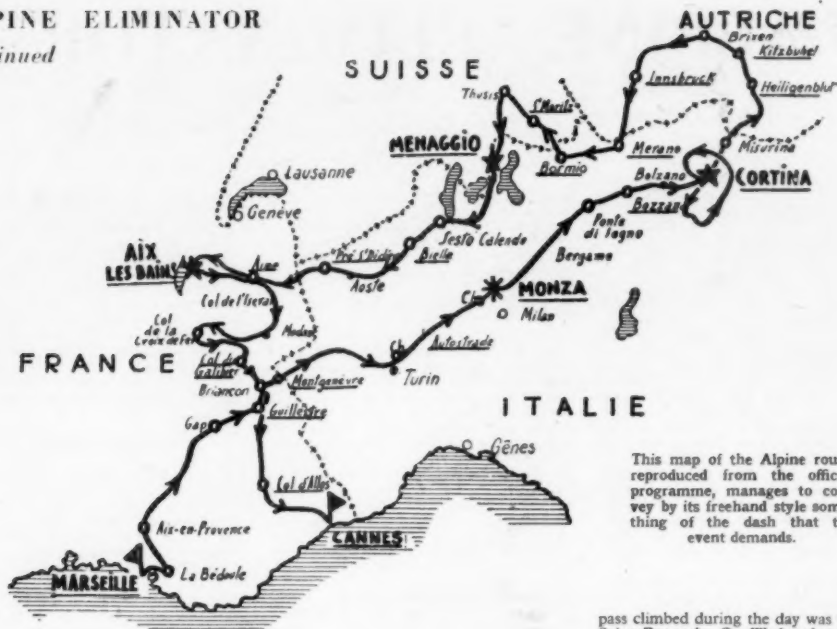 PINE ELIMINATOR
inued
AUTRICHE
SUISSE
Brixen
Kitzbuhel
Innsbruck
Heiligenblut
Thusis
St Moritz
Lausanne
Genève
MENAGGIO
Bormio
Merano
Misurina
Bolzano
CORTINA
Bozzan
Ponte
di Legno
Bergame
Sesto Calende
Bielle
Pré St Didier
Aoste
AIX
LES BAINS
Aime
Col de l'Iseran
MONZA
Milan
Col
de la
Croix de Fer
Modane
Autostrade
Ch
Turin
FRANCE
Col du
Galibier
Briançon
Montgenèvre
Guillestre
Gap
ITALIE
Gênes
Col d'Allos
CANNES
Aix-en-Provence
MARSEILLE
La Bédoule
This map of the Alpine rou
reproduced from the offic
programme, manages to co
vey by its freehand style som
thing of the dash that t
event demands.
pass climbed during the day was